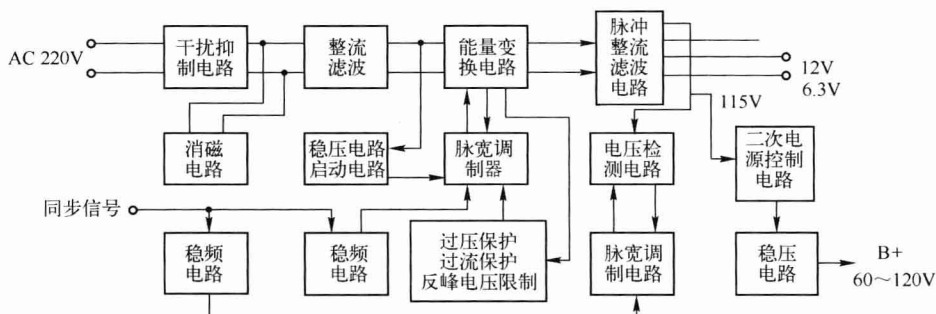 AC 220V
干扰抑
制电路
整流
滤波
能量变
换电路
脉冲
整流
滤波
电路
12V
6.3V
115V
消磁
电路
稳压电路
启动电路
脉宽调
制器
电压检
测电路
二次电
源控制
电路
同步信号
稳频
电路
稳频
电路
过压保护
过流保护
反峰电压限制
脉宽调
制电路
稳压
电路
B+
60～120V